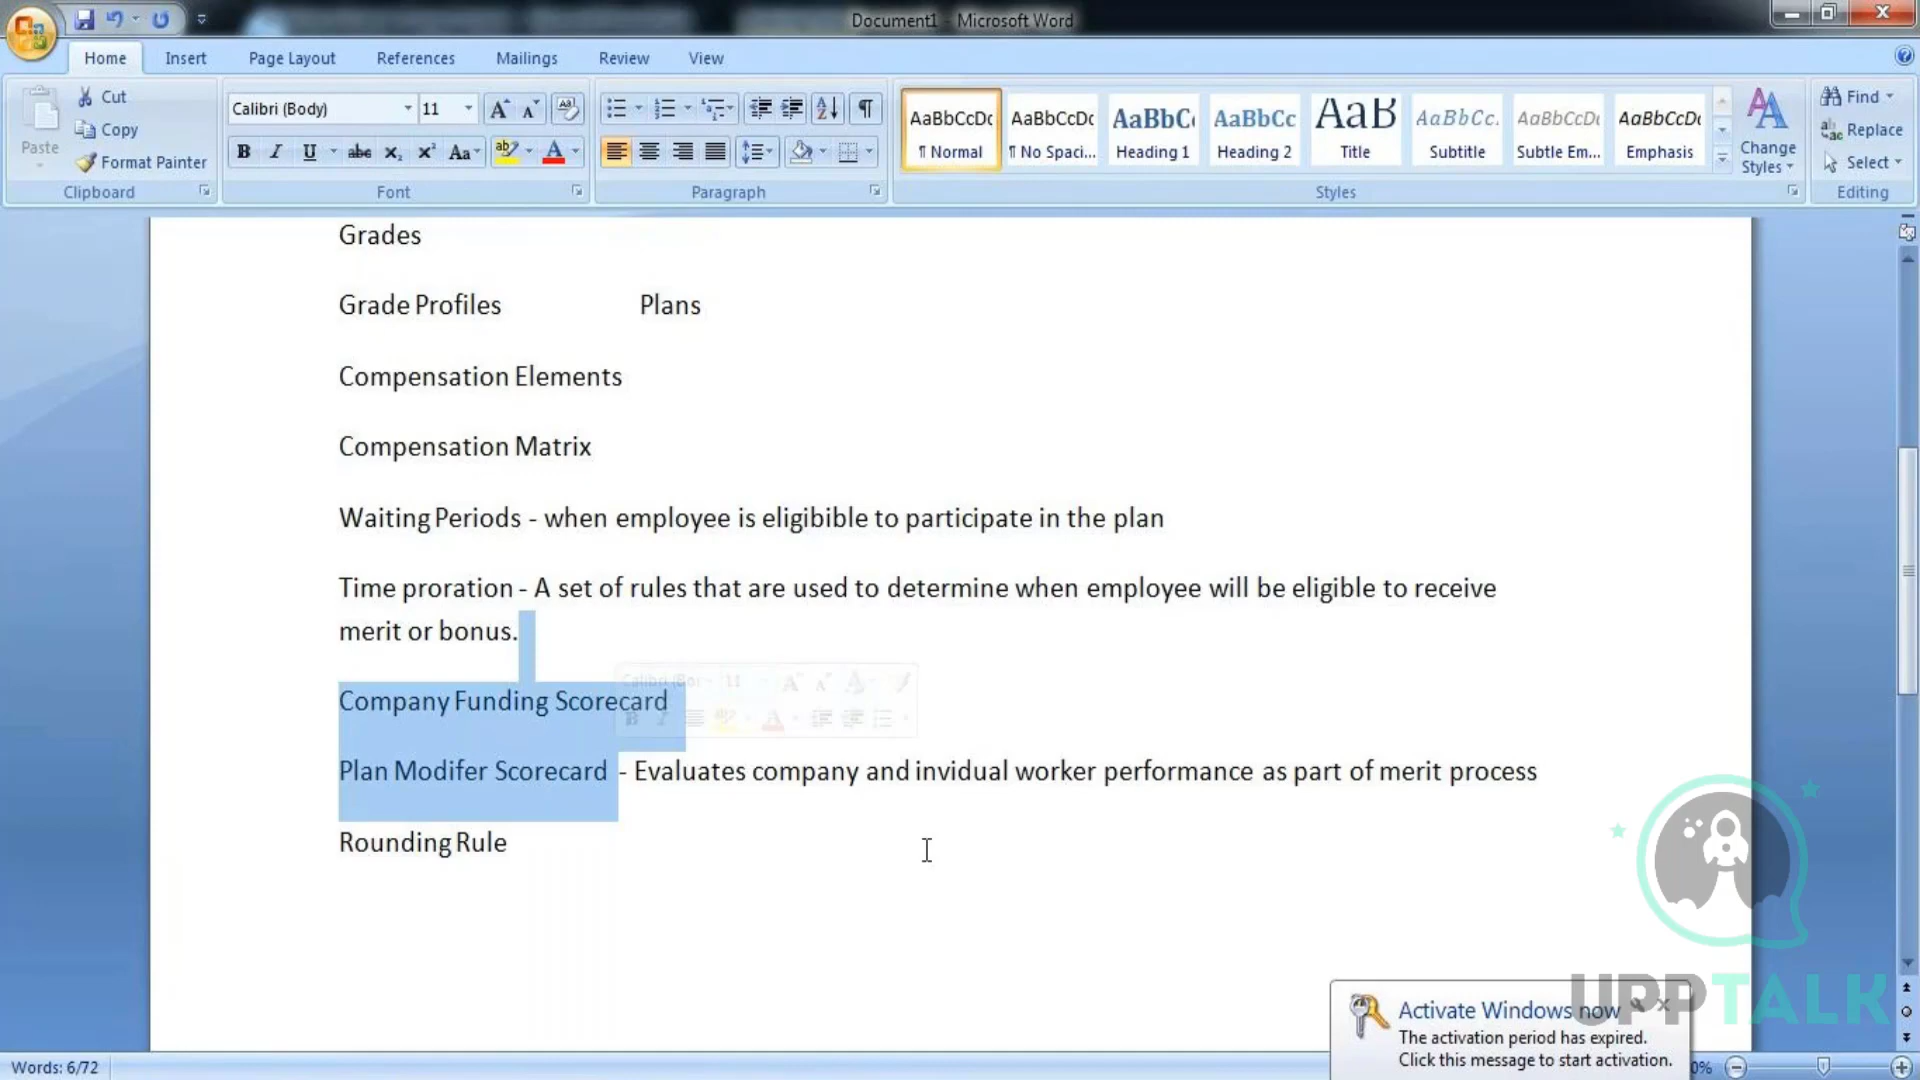 Document1 - Microsoft Word
Home Insert Page Layout References Mailings Review View
Paste
Cut
Copy
Format Painter
Clipboard
Calibri (Body) 11
Font
Paragraph
AaBbCcDc AaBbCcDc AaBbC AaBbCc AaB AaBbCc. AaBbCcDc AaBbCcDc
¶ Normal ¶ No Spaci... Heading 1 Heading 2 Title Subtitle Subtle Em... Emphasis
Change
Styles
Styles
Find
Replace
Select
Editing
Grades
Grade Profiles Plans
Compensation Elements
Compensation Matrix
Waiting Periods - when employee is eligibible to participate in the plan
Time proration - A set of rules that are used to determine when employee will be eligible to receive
merit or bonus.
Company Funding Scorecard
Plan Modifer Scorecard - Evaluates company and invidual worker performance as part of merit process
Rounding Rule
UPPTALK
Activate Windows now
The activation period has expired.
Click this message to start activation.
Words: 6/72